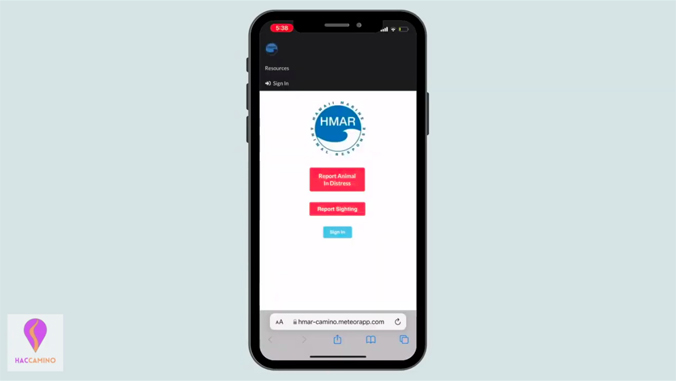 5:38
Resources
Sign In
HAWAII MARINE ANIMAL RESPONSE
HMAR
Report Animal
In Distress
Report Sighting
Sign In
AA
hmar-camino.meteorapp.com
HACCAMINO